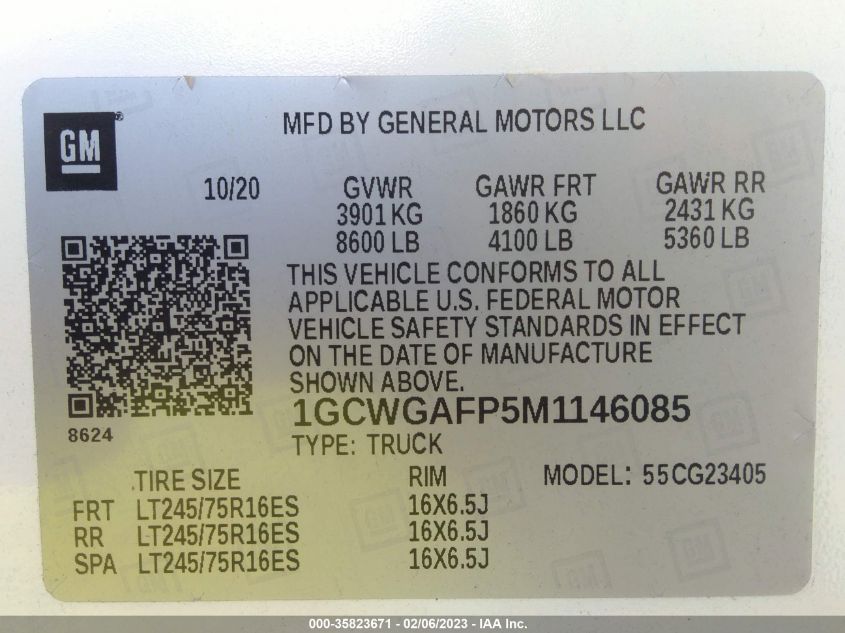 GM®
MFD BY GENERAL MOTORS LLC
10/20 GVWR GAWR FRT GAWR RR
3901 KG 1860 KG 2431 KG
8600 LB 4100 LB 5360 LB
THIS VEHICLE CONFORMS TO ALL
APPLICABLE U.S. FEDERAL MOTOR
VEHICLE SAFETY STANDARDS IN EFFECT
ON THE DATE OF MANUFACTURE
SHOWN ABOVE.
1GCWGAFP5M1146085
8624
TYPE: TRUCK
TIRE SIZE RIM MODEL: 55CG23405
FRT LT245/75R16ES 16X6.5J
RR LT245/75R16ES 16X6.5J
SPA LT245/75R16ES 16X6.5J
000-35823671 - 02/06/2023 - IAA Inc.